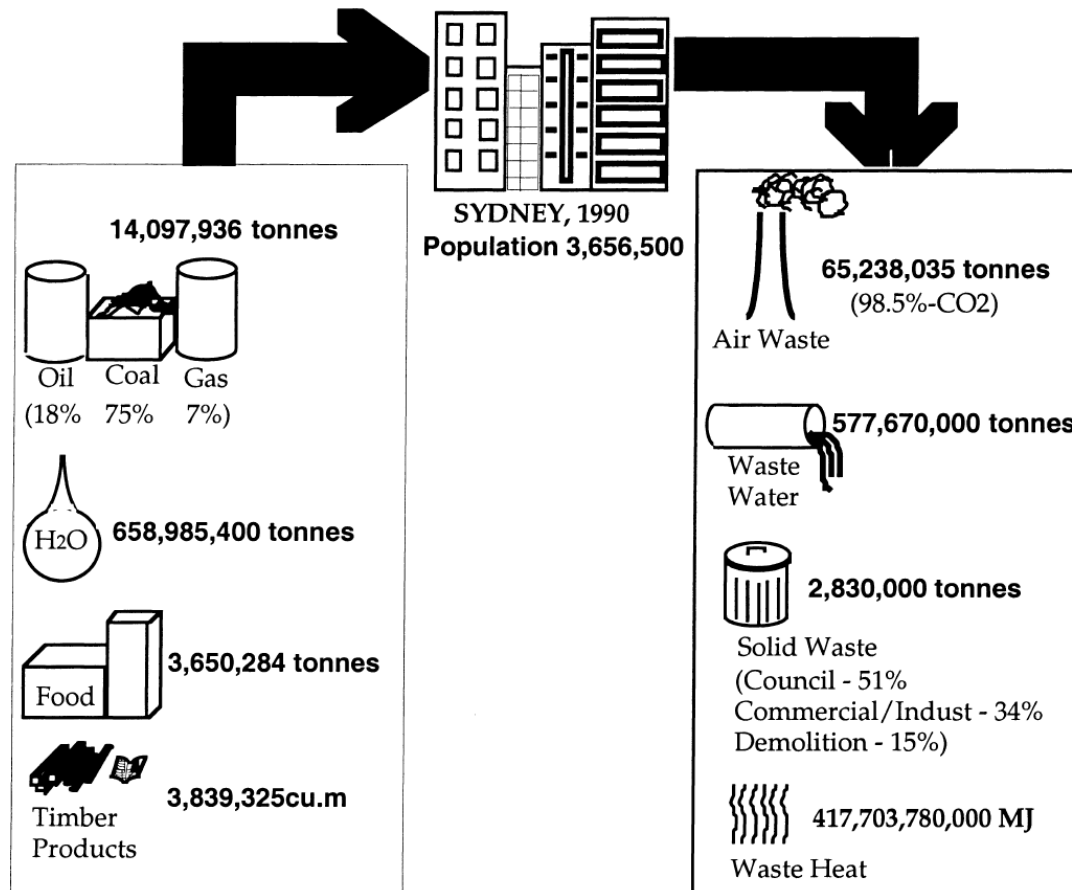 SYDNEY, 1990
Population 3,656,500
14,097,936 tonnes
Oil Coal Gas
(18% 75% 7%)
H2O 658,985,400 tonnes
3,650,284 tonnes
Food
3,839,325cu.m
Timber
Products
65,238,035 tonnes
(98.5%-CO2)
Air Waste
577,670,000 tonnes
Waste
Water
2,830,000 tonnes
Solid Waste
(Council - 51%
Commercial/Indust - 34%
Demolition - 15%)
417,703,780,000 MJ
Waste Heat